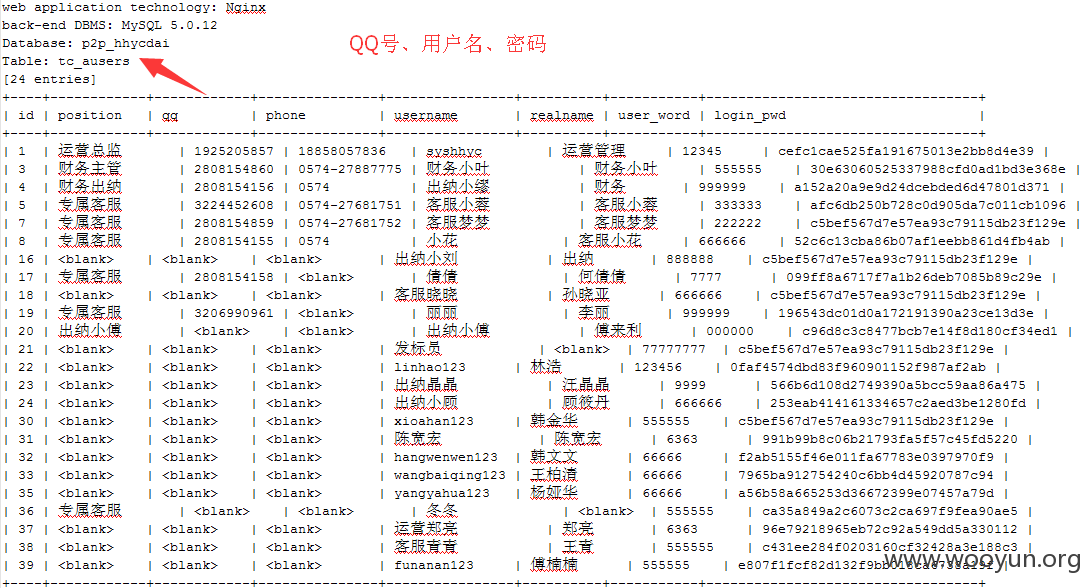 web application technology: Nginx
back-end DBMS: MySQL 5.0.12
Database: p2p_hhycdai
QQ号、用户名、密码
Table: tc_ausers
[24 entries]
| id | position | qq | phone | username | realname | user_word | login_pwd |
| 1 | 运营总监 | 1925205857 | 18858057836 | syshhyc | 运营管理 | 12345 | cefc1cae525fa191675013e2bb8d4e39 |
| 3 | 财务主管 | 2808154860 | 0574-27887775 | 财务小叶 | 财务小叶 | 555555 | 30e63060525337988cfd0ad1bd3e368e |
| 4 | 财务出纳 | 2808154156 | 0574 | 出纳小缪 | 财务 | 999999 | a152a20a9e9d24dcebded6d47801d371 |
| 5 | 专属客服 | 3224452608 | 0574-27681751 | 客服小蓉 | 客服小蓉 | 333333 | afc6db250b728c0d905da7c011cb1096 |
| 7 | 专属客服 | 2808154859 | 0574-27681752 | 客服梦梦 | 客服梦梦 | 222222 | c5bef567d7e57ea93c79115db23f129e |
| 8 | 专属客服 | 2808154155 | 0574 | 小花 | 客服小花 | 666666 | 52c6c13cba86b07af1eebb861d4fb4ab |
| 16 | <blank> | <blank> | <blank> | 出纳小刘 | 出纳 | 888888 | c5bef567d7e57ea93c79115db23f129e |
| 17 | 专属客服 | 2808154158 | <blank> | 倩倩 | 何倩倩 | 7777 | 099ff8a6717f7a1b26deb7085b89c29e |
| 18 | <blank> | <blank> | <blank> | 客服晓晓 | 孙晓亚 | 666666 | c5bef567d7e57ea93c79115db23f129e |
| 19 | 专属客服 | 3206990961 | <blank> | 丽丽 | 李丽 | 999999 | 196543dc01d0a172191390a23ce13d3e |
| 20 | 出纳小傅 | <blank> | <blank> | 出纳小傅 | 傅来利 | 000000 | c96d8c3c8477bcb7e14f8d180cf34ed1 |
| 21 | <blank> | <blank> | <blank> | 发标员 | <blank> | 77777777 | c5bef567d7e57ea93c79115db23f129e |
| 22 | <blank> | <blank> | <blank> | linhao123 | 林浩 | 123456 | 0faf4574dbd83f960901152f987af2ab |
| 23 | <blank> | <blank> | <blank> | 出纳晶晶 | 汪晶晶 | 9999 | 566b6d108d2749390a5bcc59aa86a475 |
| 24 | <blank> | <blank> | <blank> | 出纳小顾 | 顾筱丹 | 666666 | 253eab414161334657c2aed3be1280fd |
| 30 | <blank> | <blank> | <blank> | xioahan123 | 韩金华 | 555555 | c5bef567d7e57ea93c79115db23f129e |
| 31 | <blank> | <blank> | <blank> | 陈宽宏 | 陈宽宏 | 6363 | 991b99b8c06b21793fa5f57c45fd5220 |
| 32 | <blank> | <blank> | <blank> | hangwenwen123 | 韩文文 | 66666 | f2ab5155f46e011fa67783e0397970f9 |
| 33 | <blank> | <blank> | <blank> | wangbaiqing123 | 王柏清 | 66666 | 7965ba912754240c6bb4d45920787c94 |
| 35 | <blank> | <blank> | <blank> | yangyahua123 | 杨娅华 | 66666 | a56b58a665253d36672399e07457a79d |
| 36 | 专属客服 | <blank> | <blank> | 冬冬 | <blank> | 555555 | ca35a849a2c6073c2ca697f9fea90ae5 |
| 37 | <blank> | <blank> | <blank> | 运营郑亮 | 郑亮 | 6363 | 96e79218965eb72c92a549dd5a330112 |
| 38 | <blank> | <blank> | <blank> | 客服青青 | 王青 | 555555 | c431ee284f0203160cf32428a3e188c3 |
| 39 | <blank> | <blank> | <blank> | funanan123 | 傅楠楠 | 555555 |
www.wooyun.org